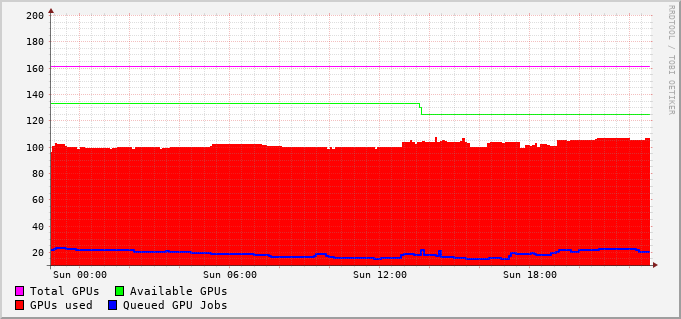 200
180
160
140
120
100
80
60
40
20
Sun 00:00 Sun 06:00 Sun 12:00 Sun 18:00
Total GPUs Available GPUs
GPUs used Queued GPU Jobs
RRDTOOL / TOBI OETIKER